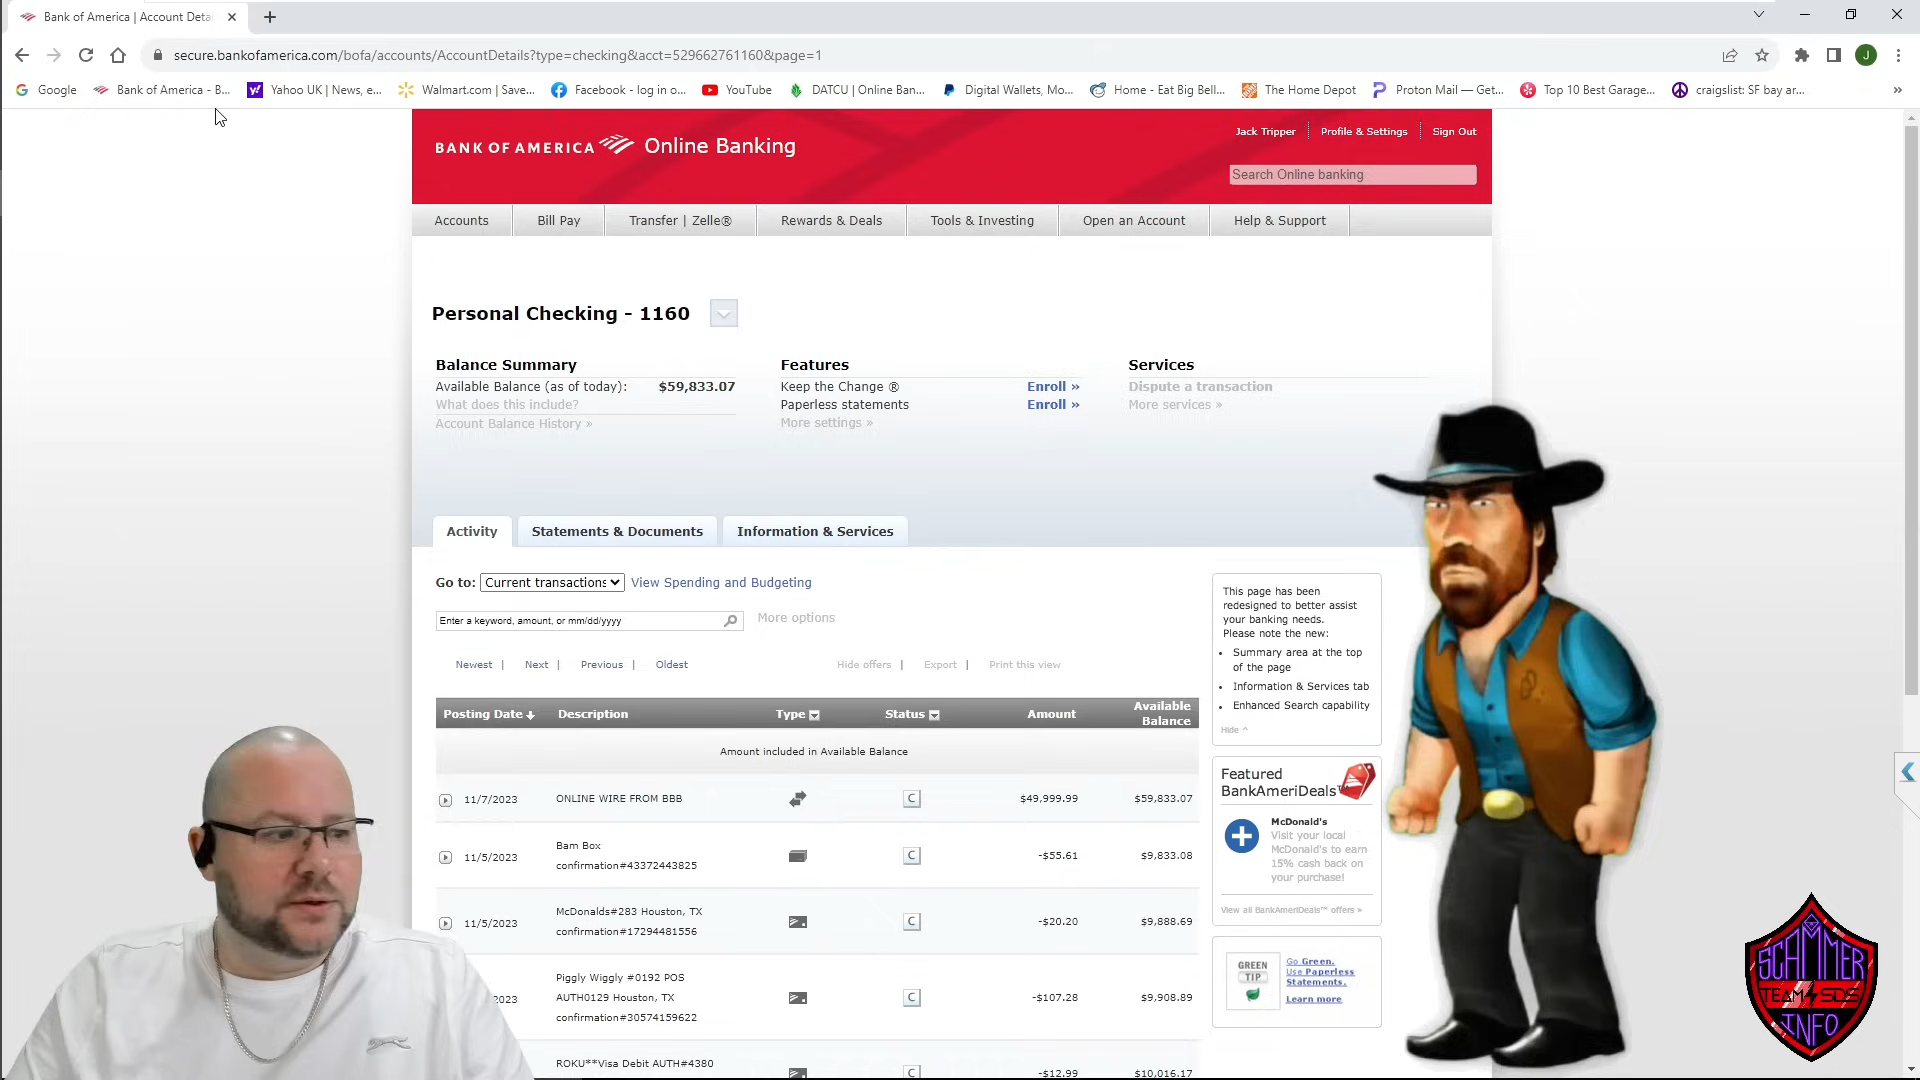 Bank of America | Account Deta
secure.bankofamerica.com/bofa/accounts/AccountDetails?type=checking&acct=529662761160&page=1
J
Google
Bank of America - B...
Yahoo UK | News, e...
Walmart.com | Save...
Facebook - log in o...
YouTube
DATCU | Online Ban...
Digital Wallets, Mo...
Home - Eat Big Bell...
The Home Depot
Proton Mail — Get...
Top 10 Best Garage...
craigslist: SF bay ar...
BANK OF AMERICA Online Banking
Jack Tripper
Profile & Settings
Sign Out
Search Online banking
Accounts
Bill Pay
Transfer | Zelle®
Rewards & Deals
Tools & Investing
Open an Account
Help & Support
Personal Checking - 1160
Balance Summary
Available Balance (as of today): $59,833.07
What does this include?
Account Balance History »
Features
Keep the Change ® Enroll »
Paperless statements Enroll »
More settings »
Services
Dispute a transaction
More services »
Activity
Statements & Documents
Information & Services
Go to: Current transactions View Spending and Budgeting
Enter a keyword, amount, or mm/dd/yyyy
More options
Newest | Next | Previous | Oldest
Hide offers | Export | Print this view
Posting Date Description Type Status Amount Available Balance
Amount included in Available Balance
11/7/2023 ONLINE WIRE FROM BBB C $49,999.99 $59,833.07
11/5/2023 Bam Box C -$55.61 $9,833.08
confirmation#43372443825
11/5/2023 McDonalds#283 Houston, TX C -$20.20 $9,888.69
confirmation#17294481556
Piggly Wiggly #0192 POS
2023 AUTH0129 Houston, TX C -$107.28 $9,908.89
confirmation#30574159622
ROKU**Visa Debit AUTH#4380
C -$12.99 $10,016.17
This page has been
redesigned to better assist
your banking needs.
Please note the new:
• Summary area at the top
of the page
• Information & Services tab
• Enhanced Search capability
Hide ^
Featured
BankAmeriDeals™
McDonald's
Visit your local
McDonald's to earn
15% cash back on
your purchase!
View all BankAmeriDeals™ offers »
GREEN
TIP
Go Green.
Use Paperless
Statements.
Learn more
SCAMMER
TEAM SDS
INFO